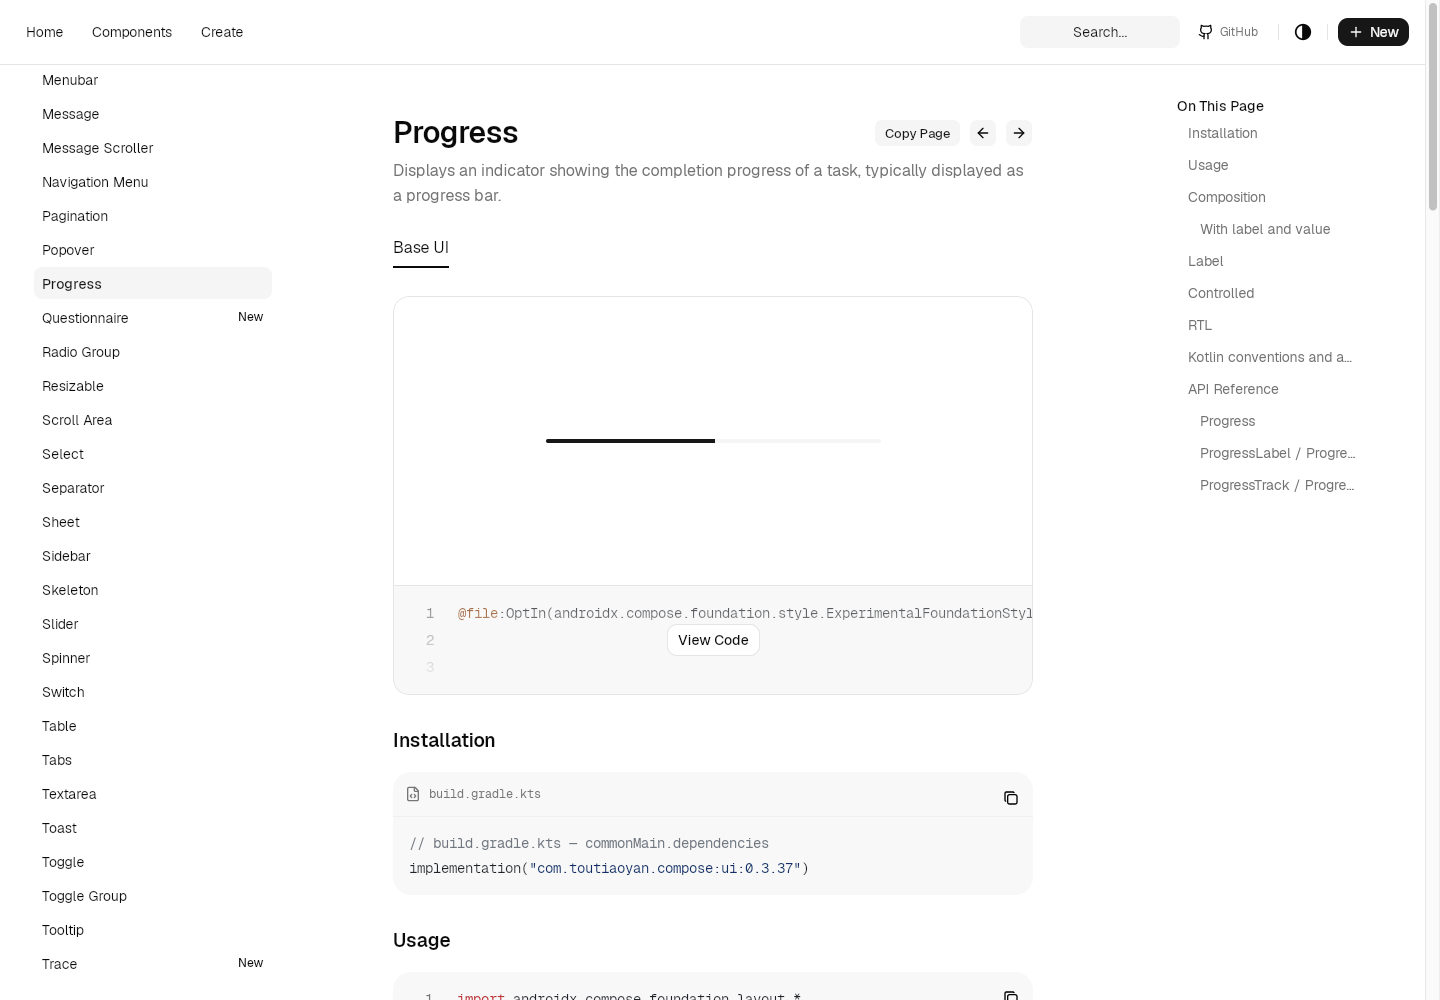 Home
Components
Create
Search...
GitHub
New
Menubar
Message
Message Scroller
Navigation Menu
Pagination
Popover
Progress
Questionnaire New
Radio Group
Resizable
Scroll Area
Select
Separator
Sheet
Sidebar
Skeleton
Slider
Spinner
Switch
Table
Tabs
Textarea
Toast
Toggle
Toggle Group
Tooltip
Trace New
Progress
Copy Page
Displays an indicator showing the completion progress of a task, typically displayed as
a progress bar.
Base UI
1 @file:OptIn(androidx.compose.foundation.style.ExperimentalFoundationStyl
2
3
View Code
Installation
build.gradle.kts
// build.gradle.kts — commonMain.dependencies
implementation("com.toutiaoyan.compose:ui:0.3.37")
Usage
1 import androidx.compose.foundation.layout.*
On This Page
Installation
Usage
Composition
With label and value
Label
Controlled
RTL
Kotlin conventions and a...
API Reference
Progress
ProgressLabel / Progre...
ProgressTrack / Progre...